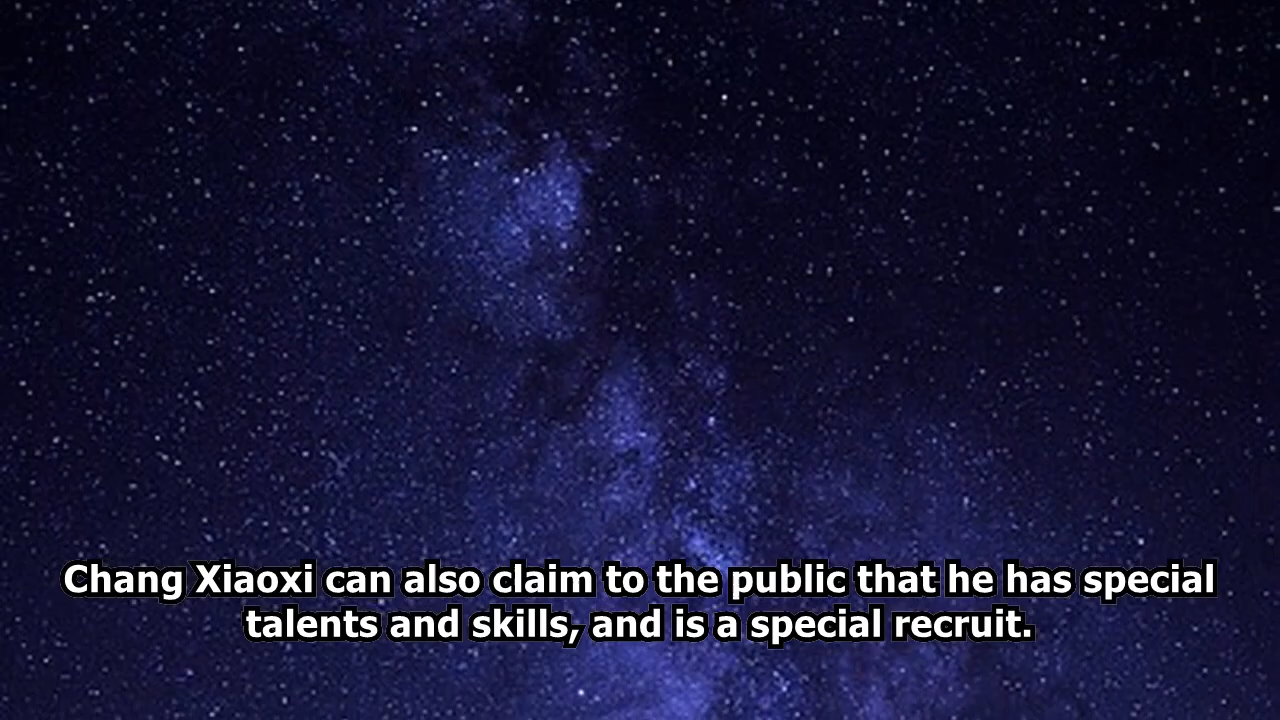 Chang Xiaoxi can also claim to the public that he has special
talents and skills, and is a special recruit.